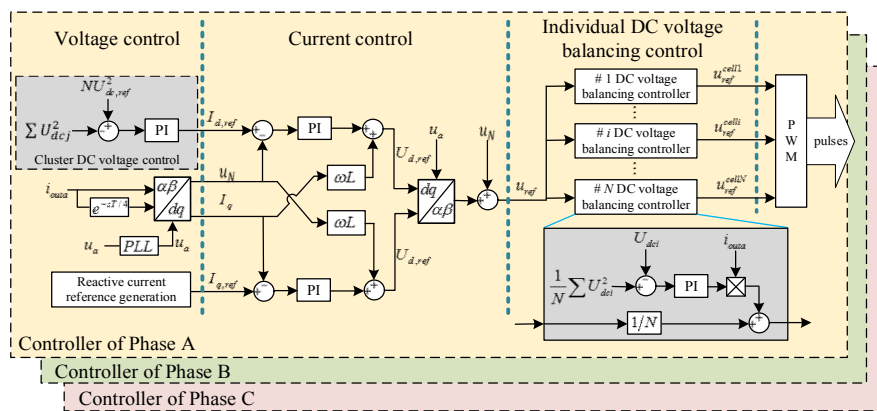 Voltage control
Current control
Individual DC voltage
balancing control
NU²dc,ref
∑U²dcj
PI
Cluster DC voltage control
Id,ref
PI
ωL
Ud,ref
uN
Iq
iouza
e^-sT/4
αβ
dq
ua
PLL
ua
ωL
Ud,ref
Reactive current
reference generation
Iq,ref
PI
ua
dq
αβ
uN
uref
# 1 DC voltage
balancing controller
u^cell1 ref
⋯
# i DC voltage
balancing controller
u^celli ref
⋯
# N DC voltage
balancing controller
u^cellN ref
P
W
M
pulses
Udci
iouza
1/N ∑U²dci
PI
1/N
Controller of Phase A
Controller of Phase B
Controller of Phase C